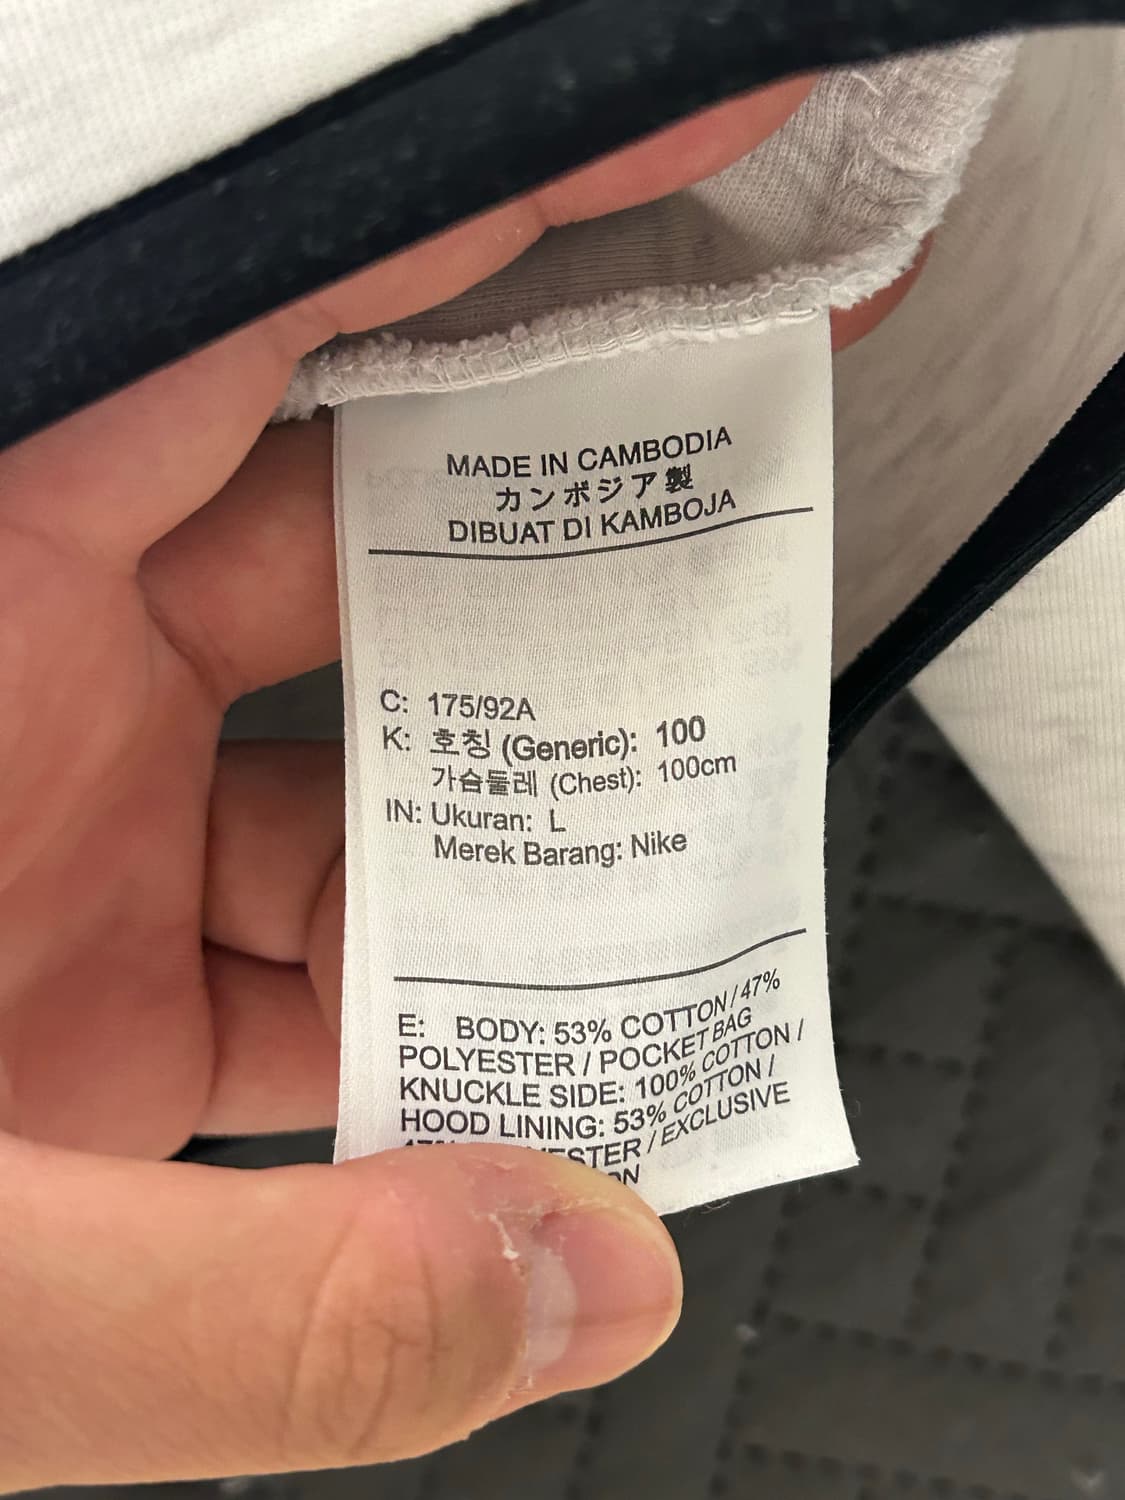 MADE IN CAMBODIA
カンボジア製
DIBUAT DI KAMBOJA
C: 175/92A
K: 호칭 (Generic): 100
가슴둘레 (Chest): 100cm
IN: Ukuran: L
Merek Barang: Nike
E: BODY: 53% COTTON / 47%
POLYESTER / POCKET BAG
KNUCKLE SIDE: 100% COTTON /
HOOD LINING: 53% COTTON /
/ EXCLUSIVE